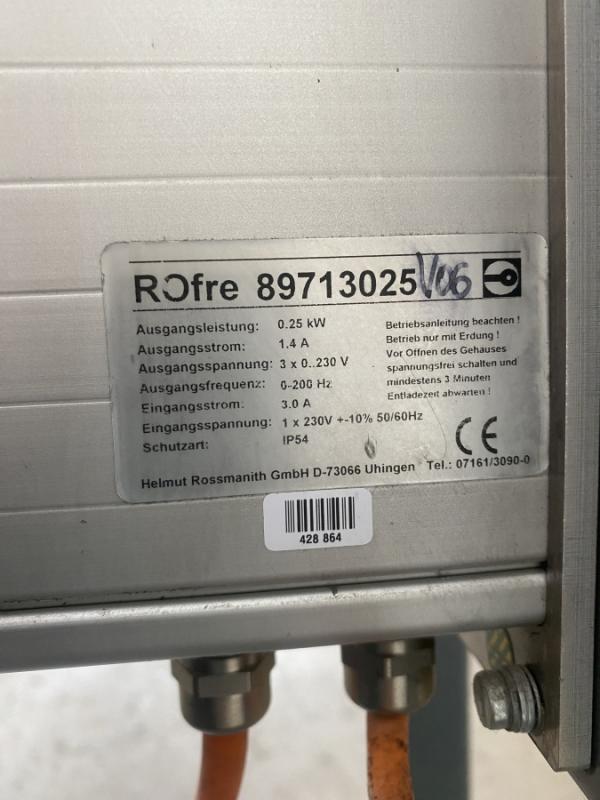 ROfre 89713025 V06
Ausgangsleistung: 0.25 kW
Ausgangsstrom: 1.4 A
Ausgangsspannung: 3 x 0..230 V
Ausgangsfrequenz: 0-200 Hz
Eingangsstrom: 3.0 A
Eingangsspannung: 1 x 230V +-10% 50/60Hz
Schutzart: IP54
Betriebsanleitung beachten !
Betrieb nur mit Erdung !
Vor Öffnen des Gehäuses
spannungsfrei schalten und
mindestens 3 Minuten
Entladezeit abwarten !
CE
Helmut Rossmanith GmbH D-73066 Uhingen Tel.: 07161/3090-0
428 864